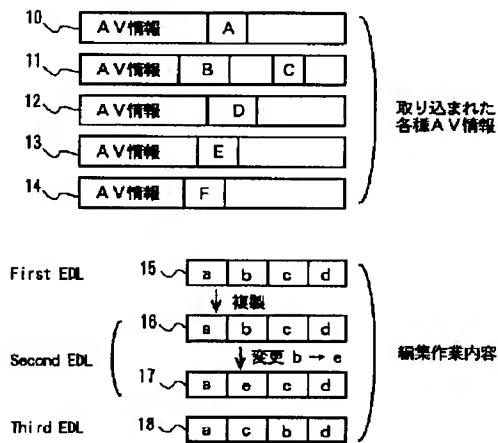 10 AV情報 A
11 AV情報 B C
12 AV情報 D
13 AV情報 E
14 AV情報 F
取り込まれた
各種AV情報
First EDL 15 a b c d
複製
16 a b c d
Second EDL
変更 b → e
編集作業内容
17 a e c d
Third EDL 18 a c b d